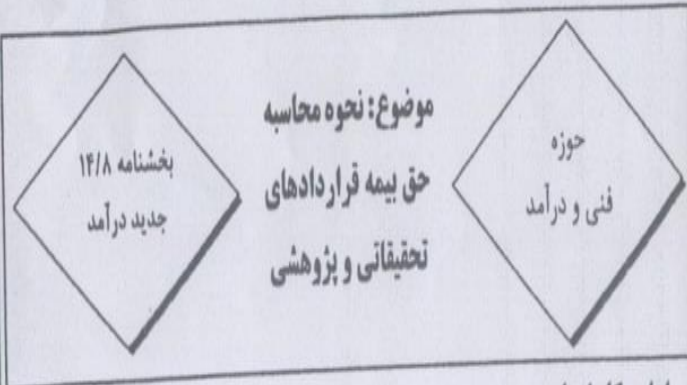 حوزه
فنی و درآمد
موضوع: نحوه محاسبه
حق بیمه قراردادهای
تحقیقاتی و پژوهشی
بخشنامه ۱۴/۸
جدید درآمد